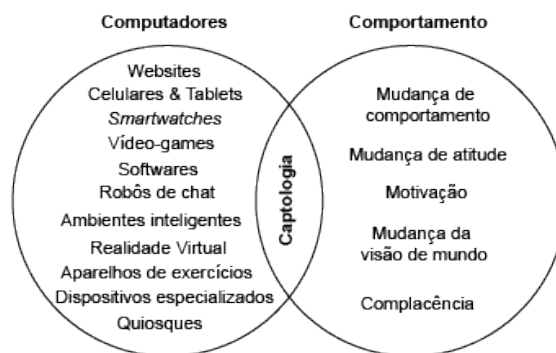 Computadores
Websites
Celulares & Tablets
Smartwatches
Vídeo-games
Softwares
Robôs de chat
Ambientes inteligentes
Realidade Virtual
Aparelhos de exercícios
Dispositivos especializados
Quiosques
Captologia
Comportamento
Mudança de
comportamento
Mudança de atitude
Motivação
Mudança da
visão de mundo
Complacência